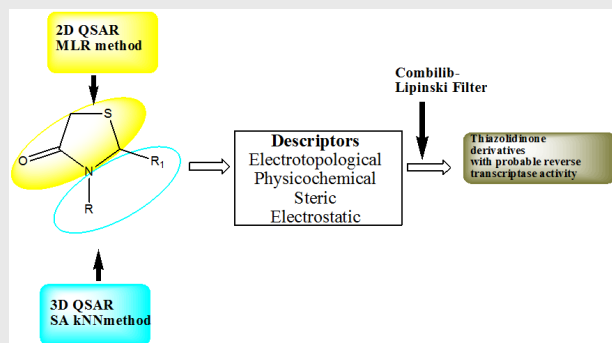 2D QSAR
MLR method
S
O
N
R1
R
3D QSAR
SA kNNmethod
Descriptors
Electrotopological
Physicochemical
Steric
Electrostatic
Combilib-
Lipinski Filter
Thiazolidinone
derivatives
with probable reverse
transcriptase activity